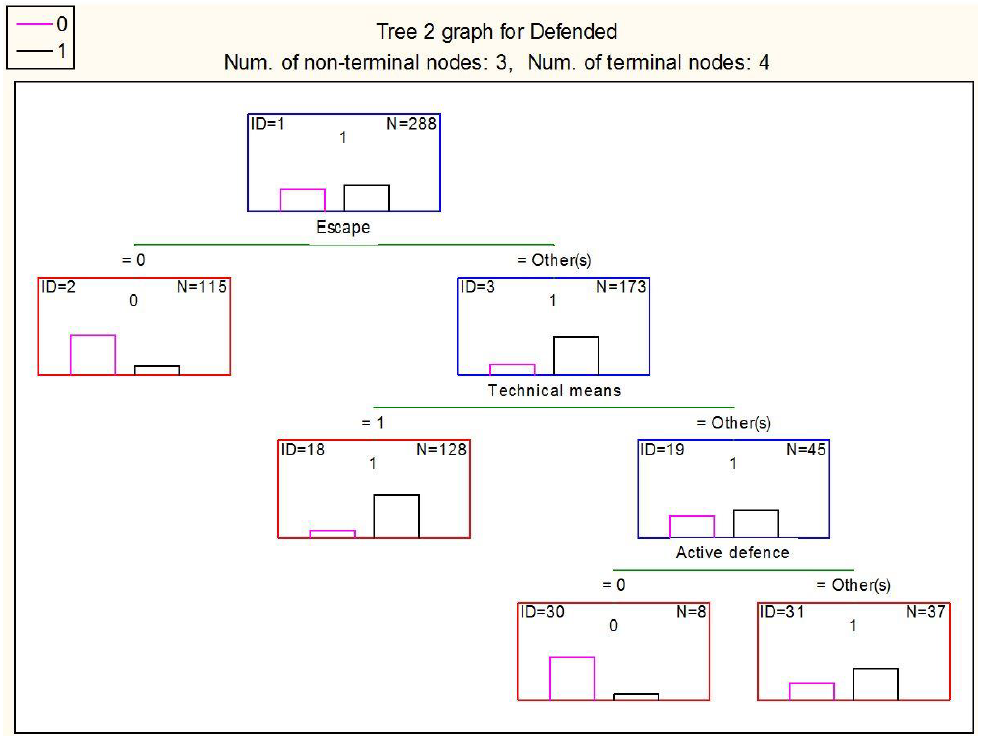 0
1
Tree 2 graph for Defended
Num. of non-terminal nodes: 3, Num. of terminal nodes: 4
ID=1 N=288
1
Escape
= 0 = Other(s)
ID=2 N=115
0
ID=3 N=173
1
Technical means
= 1 = Other(s)
ID=18 N=128
1
ID=19 N=45
1
Active defence
= 0 = Other(s)
ID=30 N=8
0
ID=31 N=37
1